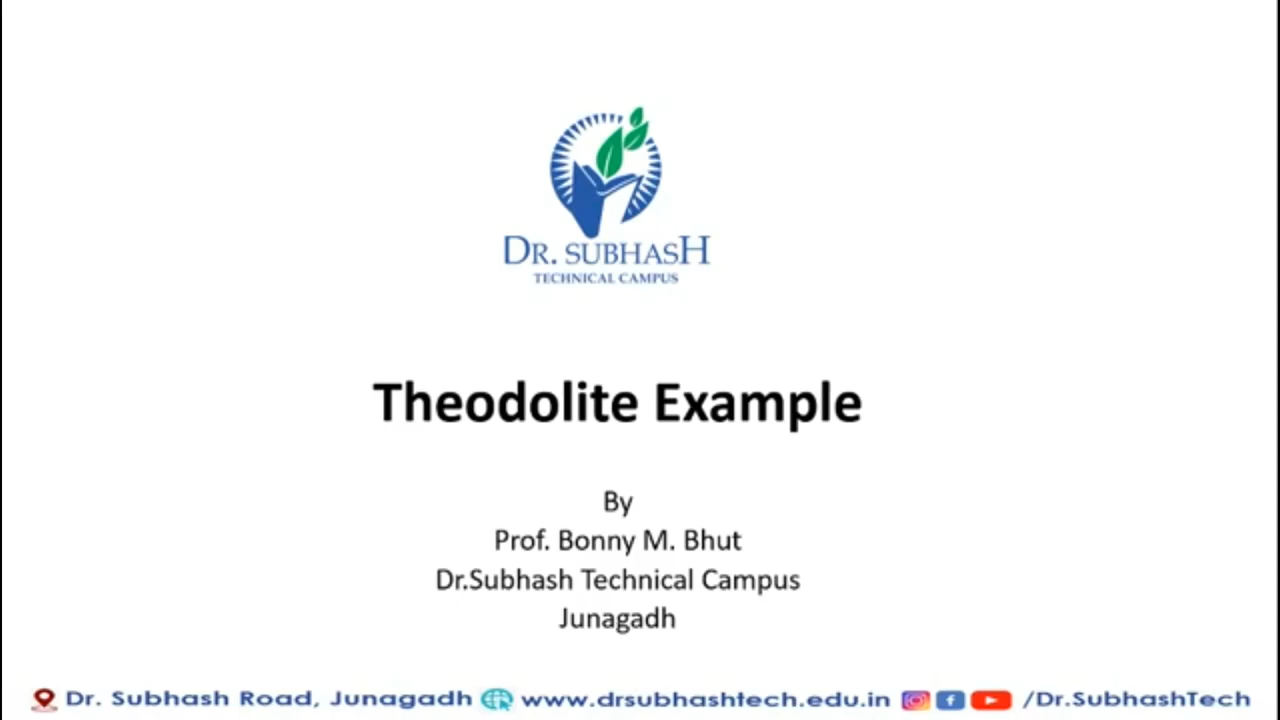 DR. SUBHASH
TECHNICAL CAMPUS
Theodolite Example
By
Prof. Bonny M. Bhut
Dr.Subhash Technical Campus
Junagadh
Dr. Subhash Road, Junagadh www.drsubhashtech.edu.in /Dr.SubhashTech